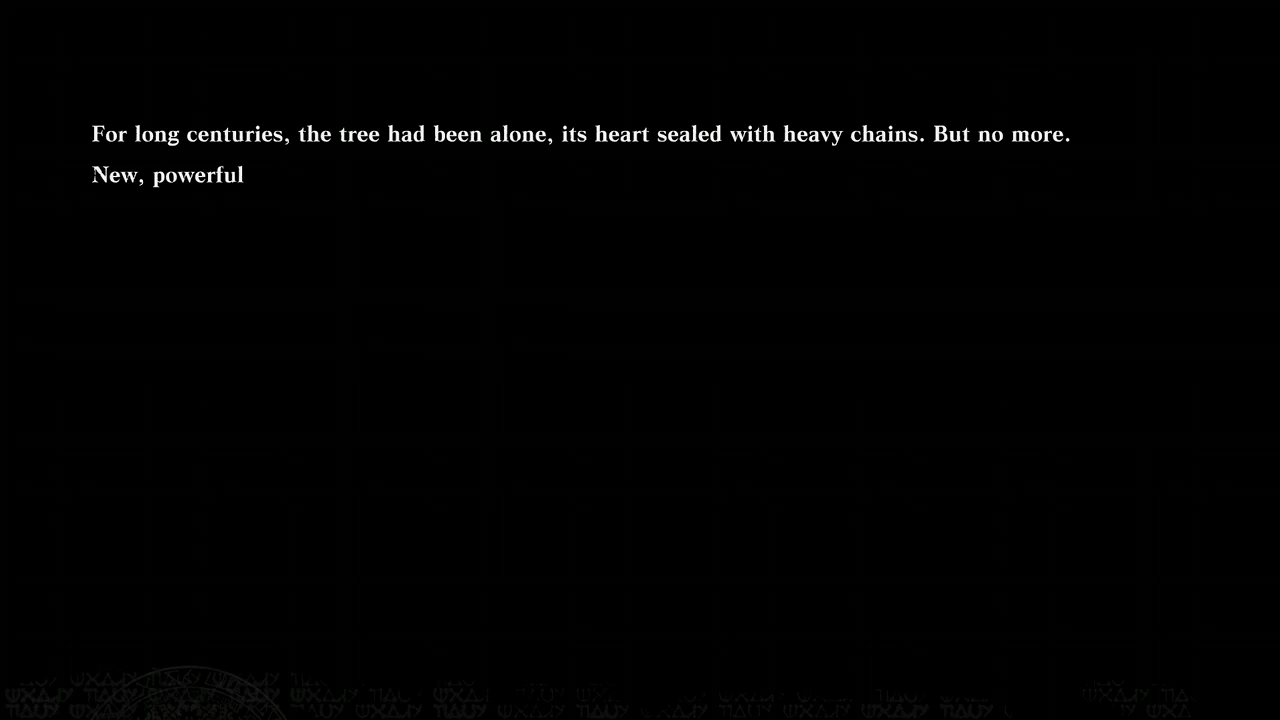 For long centuries, the tree had been alone, its heart sealed with heavy chains. But no more.
New, powerful